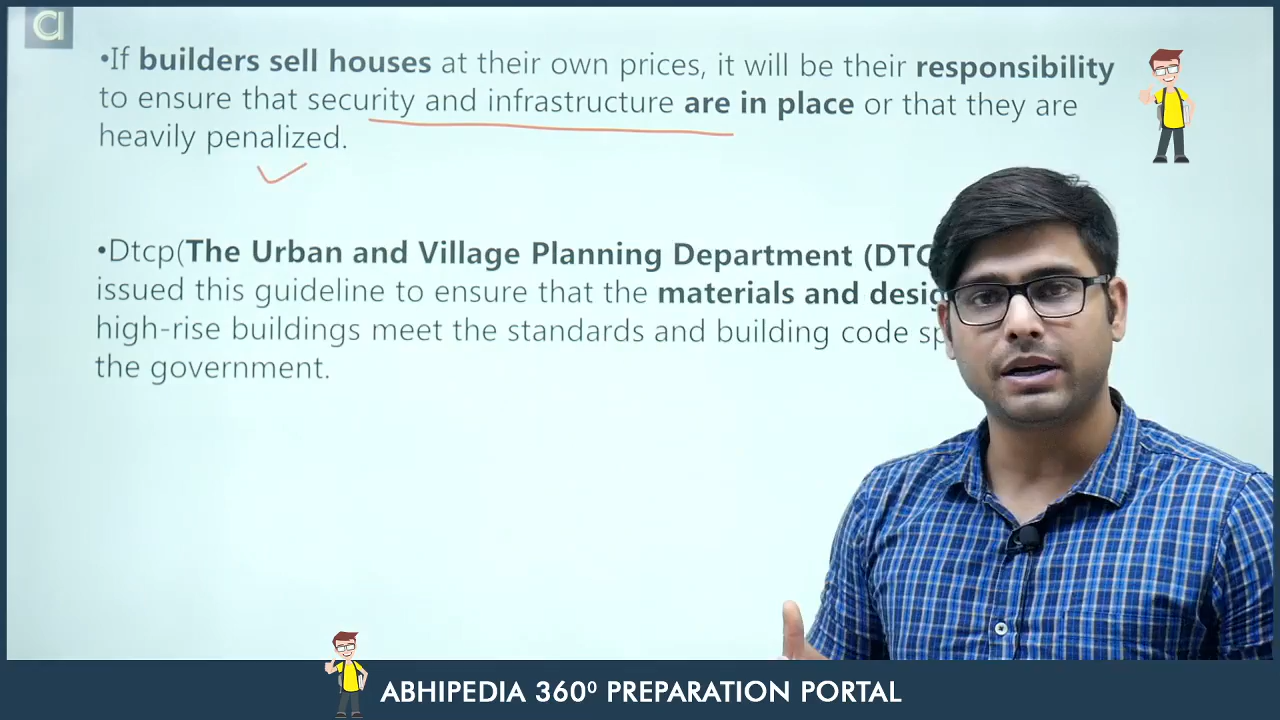 •If builders sell houses at their own prices, it will be their responsibility
to ensure that security and infrastructure are in place or that they are
heavily penalized.
•Dtcp(The Urban and Village Planning Department (DTC
issued this guideline to ensure that the materials and desig
high-rise buildings meet the standards and building code sp
the government.
ABHIPEDIA 360⁰ PREPARATION PORTAL